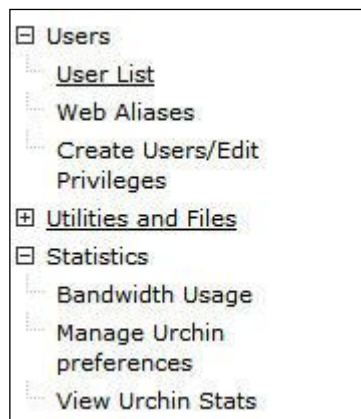 Users
User List
Web Aliases
Create Users/Edit
Privileges
Utilities and Files
Statistics
Bandwidth Usage
Manage Urchin
preferences
View Urchin Stats